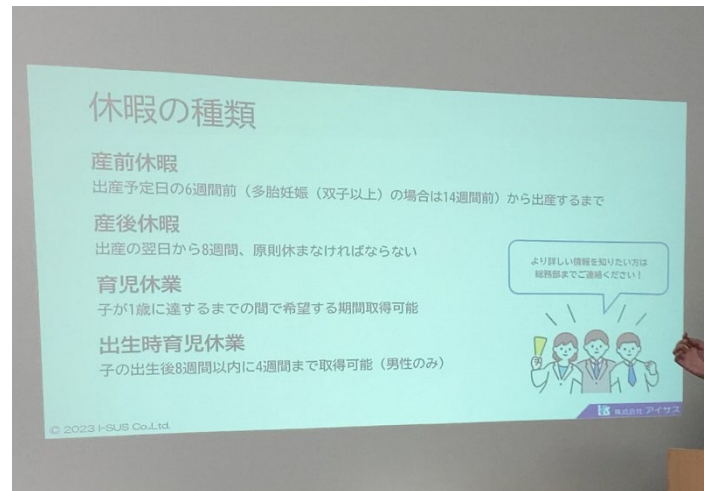 休暇の種類
産前休暇
出産予定日の6週間前（多胎妊娠（双子以上）の場合は14週間前）から出産するまで
産後休暇
出産の翌日から8週間、原則休まなければならない
育児休業
子が1歳に達するまでの間で希望する期間取得可能
出生時育児休業
子の出生後8週間以内に4週間まで取得可能（男性のみ）
より詳しい情報を知りたい方は
総務部までご連絡ください！
株式会社 アイサス
© 2023 I-SUS Co.,Ltd.